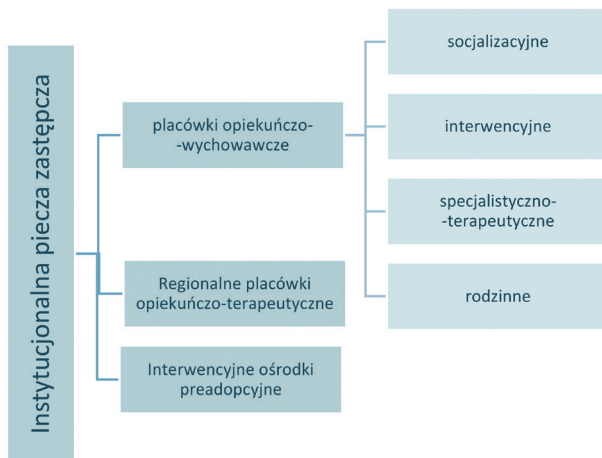 Instytucjonalna piecza zastępcza
placówki opiekuńczo-
-wychowawcze
Regionalne placówki
opiekuńczo-terapeutyczne
Interwencyjne ośrodki
preadopcyjne
socjalizacyjne
interwencyjne
specjalistyczno-
-terapeutyczne
rodzinne